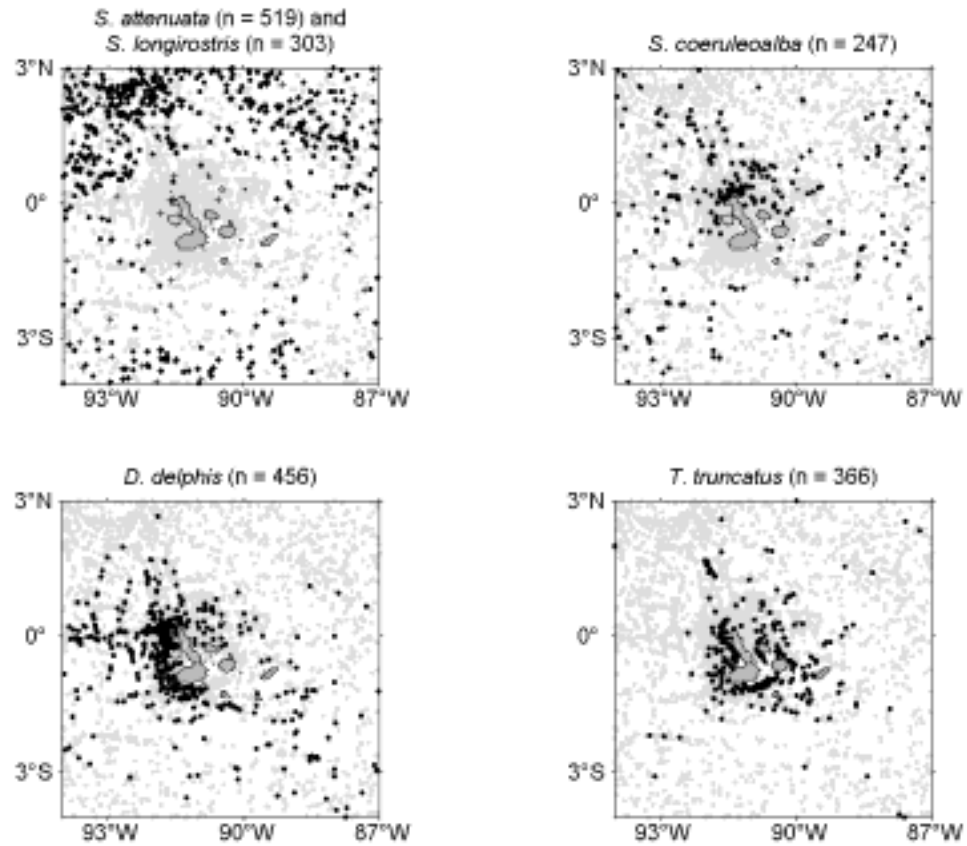 S. attenuata (n = 519) and
S. longirostris (n = 303)
3°N
0°
3°S
93°W 90°W 87°W
S. coeruleoalba (n = 247)
3°N
0°
3°S
93°W 90°W 87°W
D. delphis (n = 456)
3°N
0°
3°S
93°W 90°W 87°W
T. truncatus (n = 366)
3°N
0°
3°S
93°W 90°W 87°W